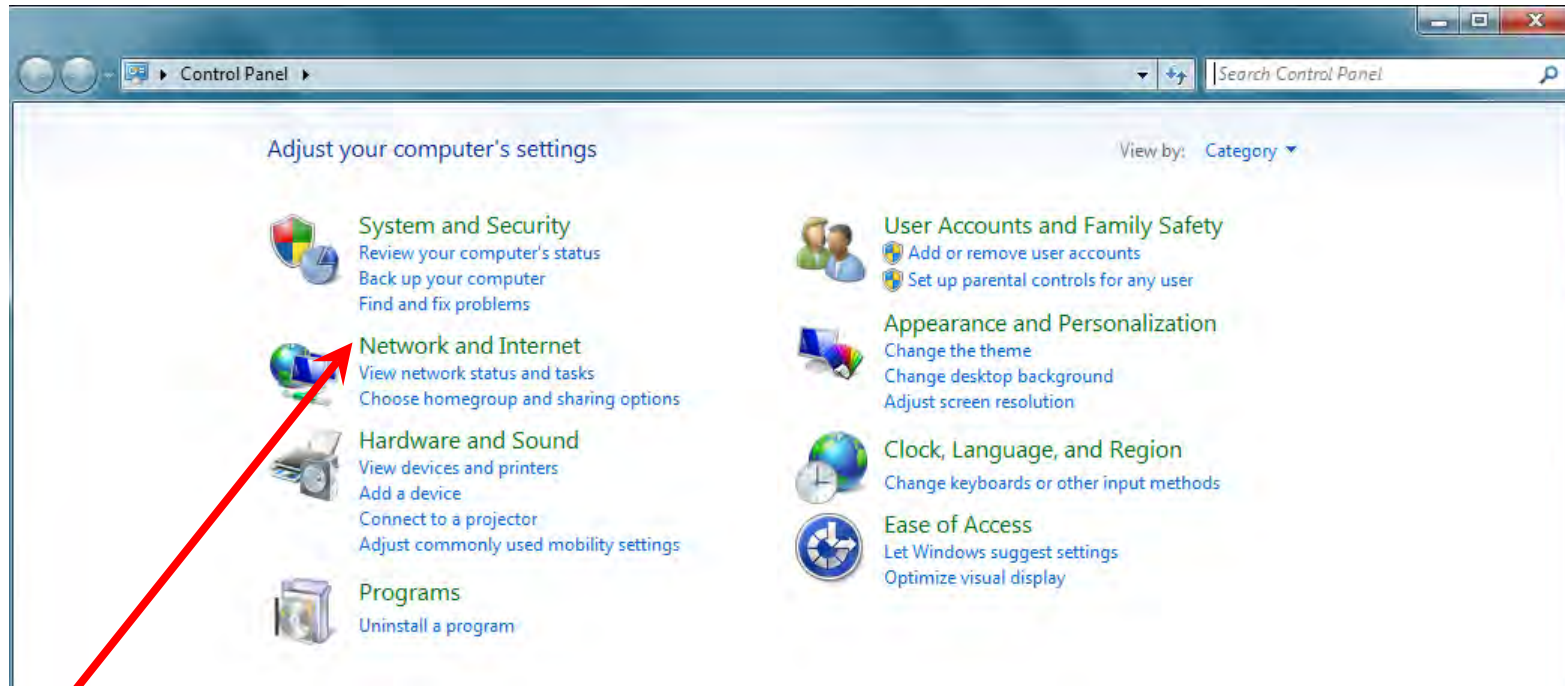 Control Panel
Search Control Panel
Adjust your computer's settings
View by: Category
System and Security
Review your computer's status
Back up your computer
Find and fix problems
Network and Internet
View network status and tasks
Choose homegroup and sharing options
Hardware and Sound
View devices and printers
Add a device
Connect to a projector
Adjust commonly used mobility settings
Programs
Uninstall a program
User Accounts and Family Safety
Add or remove user accounts
Set up parental controls for any user
Appearance and Personalization
Change the theme
Change desktop background
Adjust screen resolution
Clock, Language, and Region
Change keyboards or other input methods
Ease of Access
Let Windows suggest settings
Optimize visual display